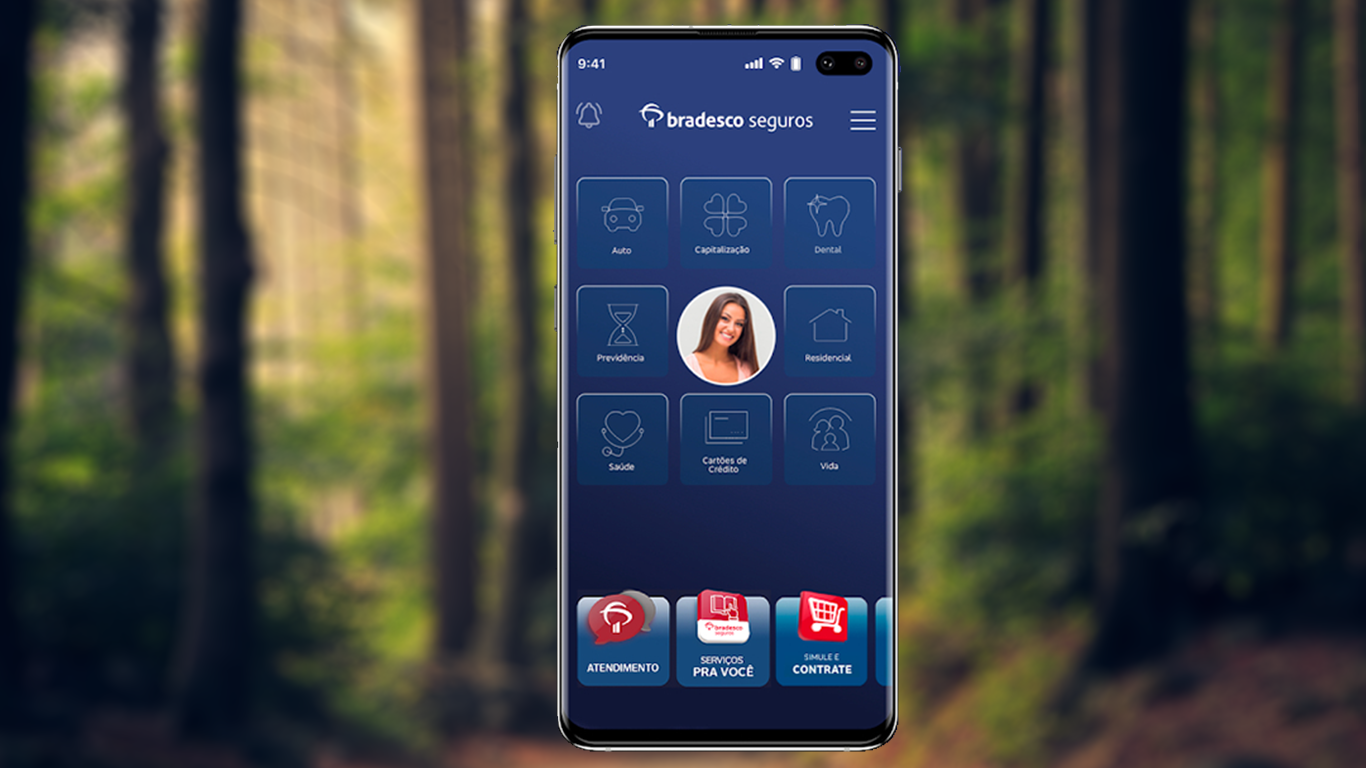 9:41
bradesco seguros
Auto
Capitalização
Dental
Previdência
Residencial
Saúde
Cartões de
Crédito
Vida
bradesco
seguros
ATENDIMENTO
SERVIÇOS
PRA VOCÊ
SIMULE E
CONTRATE